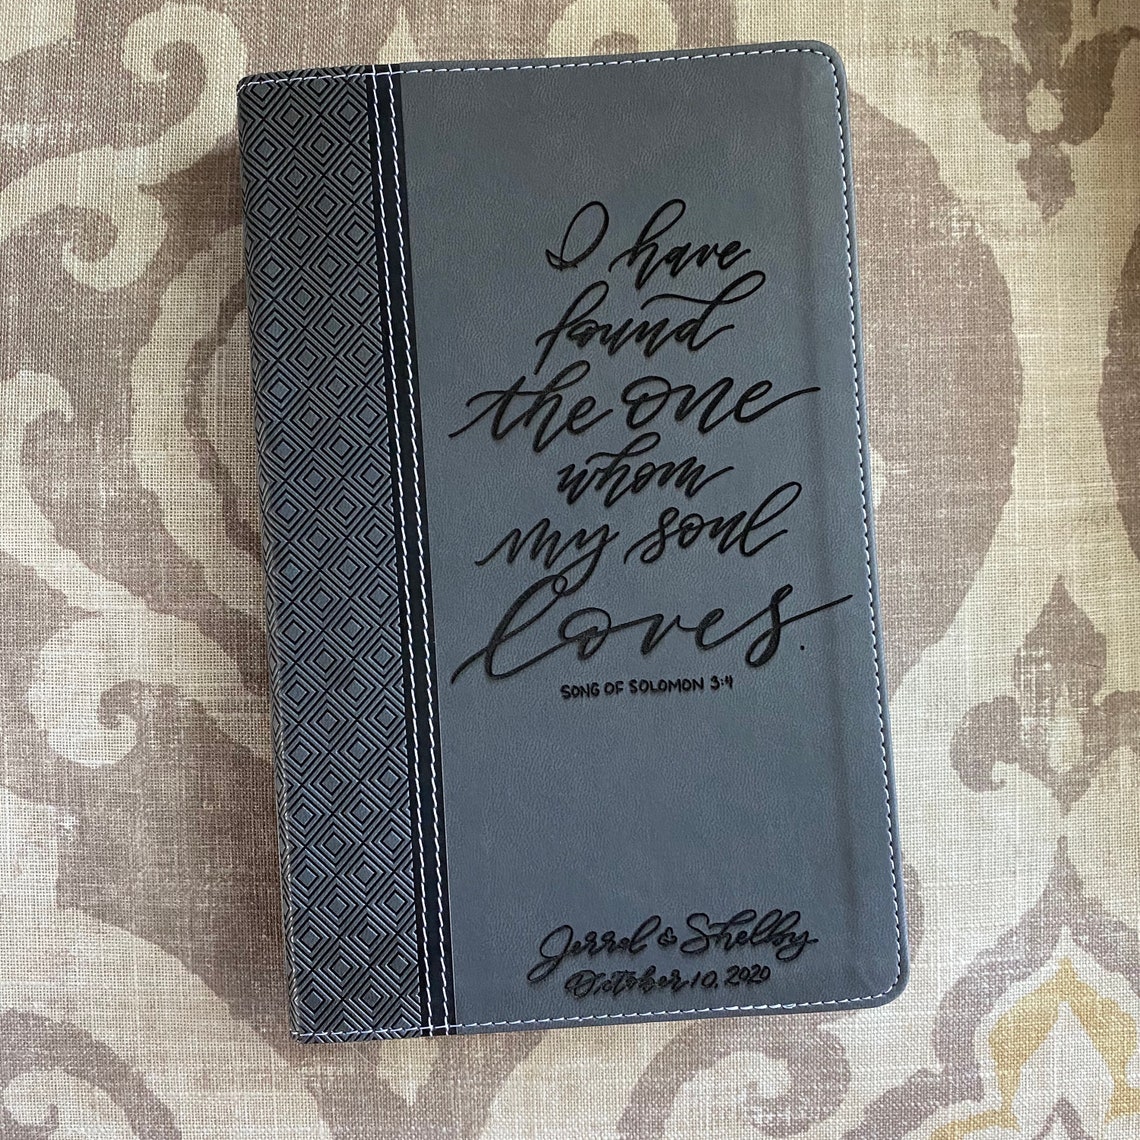 I have
found
the one
whom
my soul
loves.
SONG OF SOLOMON 3:4
Jerrel & Shelby
October 10, 2020